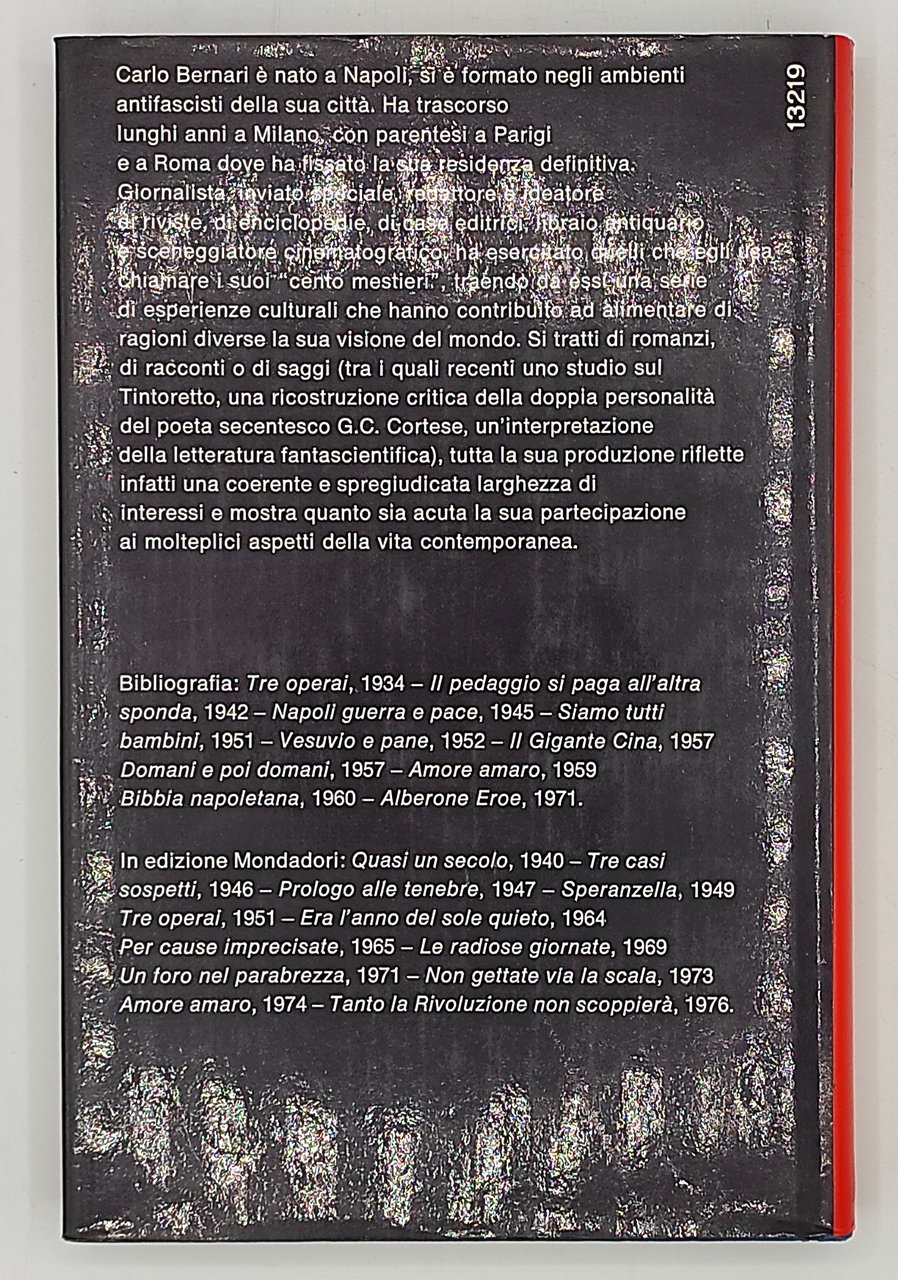 Carlo Bernari è nato a Napoli, si è formato negli ambienti
antifascisti della sua città. Ha trascorso
lunghi anni a Milano, con parentesi a Parigi
e a Roma dove ha fissato la sua residenza definitiva.
Giornalista, inviato speciale, redattore e ideatore
di riviste, di enciclopedie, di case editrici, libraio antiquario
e sceneggiatore cinematografico, ha esercitato quelli che egli usa
chiamare i suoi "cento mestieri", traendo da essi una serie
di esperienze culturali che hanno contribuito ad alimentare di
ragioni diverse la sua visione del mondo. Si tratti di romanzi,
di racconti o di saggi (tra i quali recenti uno studio sul
Tintoretto, una ricostruzione critica della doppia personalità
del poeta secentesco G.C. Cortese, un'interpretazione
della letteratura fantascientifica), tutta la sua produzione riflette
infatti una coerente e spregiudicata larghezza di
interessi e mostra quanto sia acuta la sua partecipazione
ai molteplici aspetti della vita contemporanea.
Bibliografia: Tre operai, 1934 – Il pedaggio si paga all'altra
sponda, 1942 – Napoli guerra e pace, 1945 – Siamo tutti
bambini, 1951 – Vesuvio e pane, 1952 – Il Gigante Cina, 1957
Domani e poi domani, 1957 – Amore amaro, 1959
Bibbia napoletana, 1960 – Alberone Eroe, 1971.
In edizione Mondadori: Quasi un secolo, 1940 – Tre casi
sospetti, 1946 – Prologo alle tenebre, 1947 – Speranzella, 1949
Tre operai, 1951 – Era l'anno del sole quieto, 1964
Per cause imprecisate, 1965 – Le radiose giornate, 1969
Un foro nel parabrezza, 1971 – Non gettate via la scala, 1973
Amore amaro, 1974 – Tanto la Rivoluzione non scoppierà, 1976.
13219